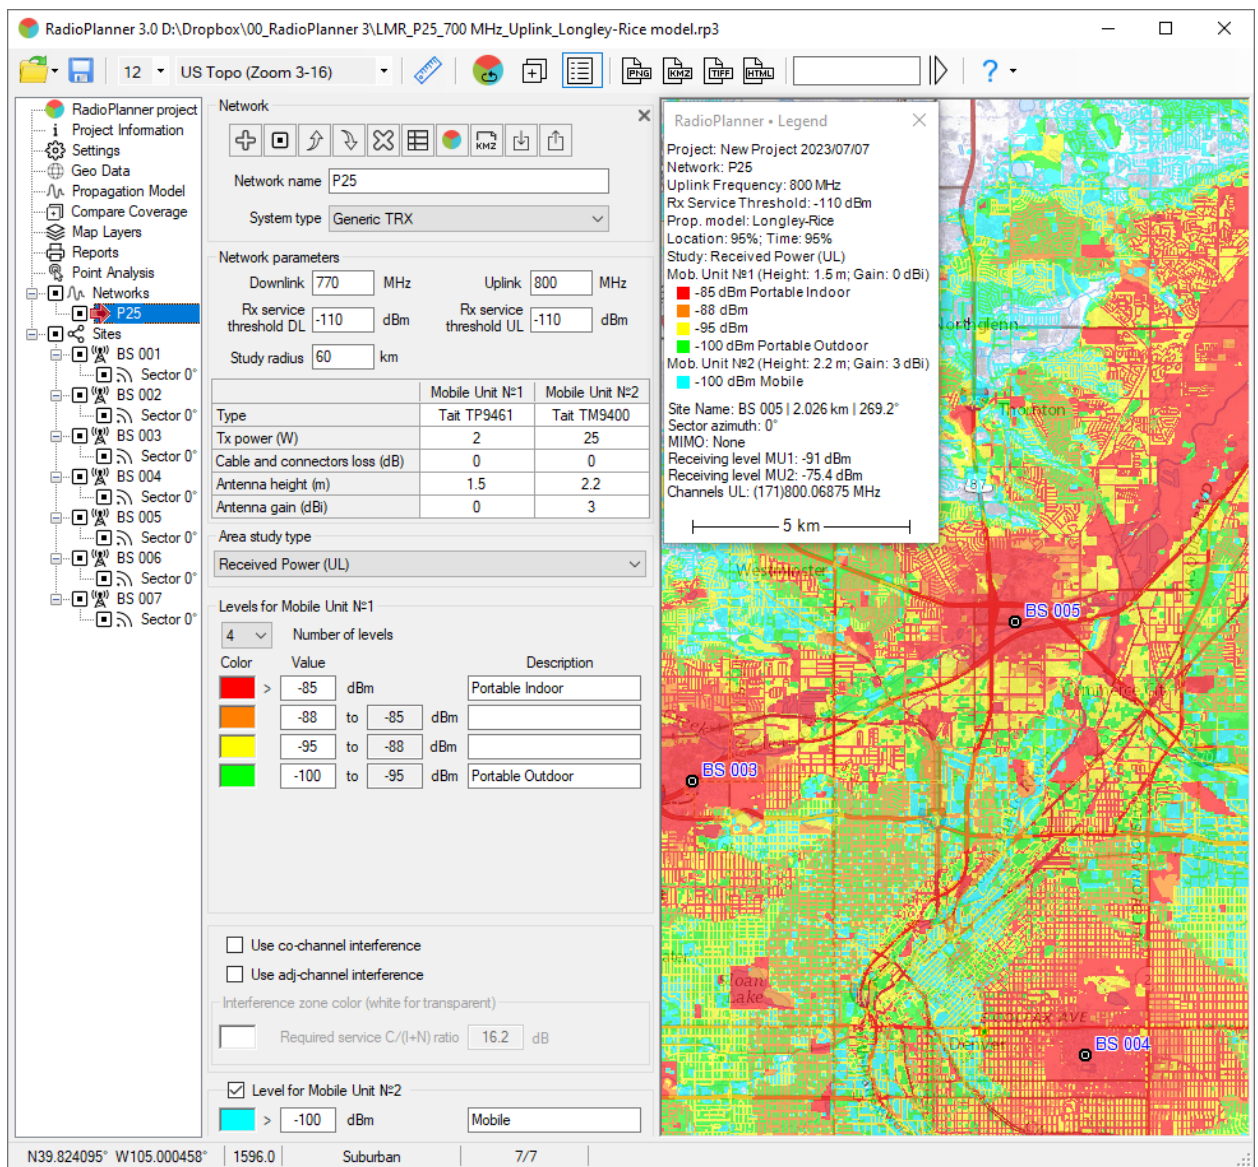 RadioPlanner 3.0 D:\Dropbox\00_RadioPlanner 3\LMR_P25_700 MHz_Uplink_Longley-Rice model.rp3
12 US Topo (Zoom 3-16) PNG KMZ TIFF HTML ?
RadioPlanner project
Project Information
Settings
Geo Data
Propagation Model
Compare Coverage
Map Layers
Reports
Point Analysis
Networks
P25
Sites
BS 001
Sector 0°
BS 002
Sector 0°
BS 003
Sector 0°
BS 004
Sector 0°
BS 005
Sector 0°
BS 006
Sector 0°
BS 007
Sector 0°
Network
KMZ
Network name P25
System type Generic TRX
Network parameters
Downlink 770 MHz Uplink 800 MHz
Rx service threshold DL -110 dBm Rx service threshold UL -110 dBm
Study radius 60 km
Mobile Unit №1 Mobile Unit №2
Type Tait TP9461 Tait TM9400
Tx power (W) 2 25
Cable and connectors loss (dB) 0 0
Antenna height (m) 1.5 2.2
Antenna gain (dBi) 0 3
Area study type
Received Power (UL)
Levels for Mobile Unit №1
4 Number of levels
Color Value Description
> -85 dBm Portable Indoor
-88 to -85 dBm
-95 to -88 dBm
-100 to -95 dBm Portable Outdoor
Use co-channel interference
Use adj-channel interference
Interference zone color (white for transparent)
Required service C/(I+N) ratio 16.2 dB
Level for Mobile Unit №2
> -100 dBm Mobile
RadioPlanner • Legend
Project: New Project 2023/07/07
Network: P25
Uplink Frequency: 800 MHz
Rx Service Threshold: -110 dBm
Prop. model: Longley-Rice
Location: 95%; Time: 95%
Study: Received Power (UL)
Mob. Unit №1 (Height: 1.5 m; Gain: 0 dBi)
-85 dBm Portable Indoor
-88 dBm
-95 dBm
-100 dBm Portable Outdoor
Mob. Unit №2 (Height: 2.2 m; Gain: 3 dBi)
-100 dBm Mobile
Site Name: BS 005 | 2.026 km | 269.2°
Sector azimuth: 0°
MIMO: None
Receiving level MU1: -91 dBm
Receiving level MU2: -75.4 dBm
Channels UL: (171)800.06875 MHz
5 km
Northglenn
Thornton
87
Westminster
BS 005
Commerce City
BS 003
Sloan
Lake
COLFAX AVE
Denver
BS 004
N39.824095° W105.000458° 1596.0 Suburban 7/7